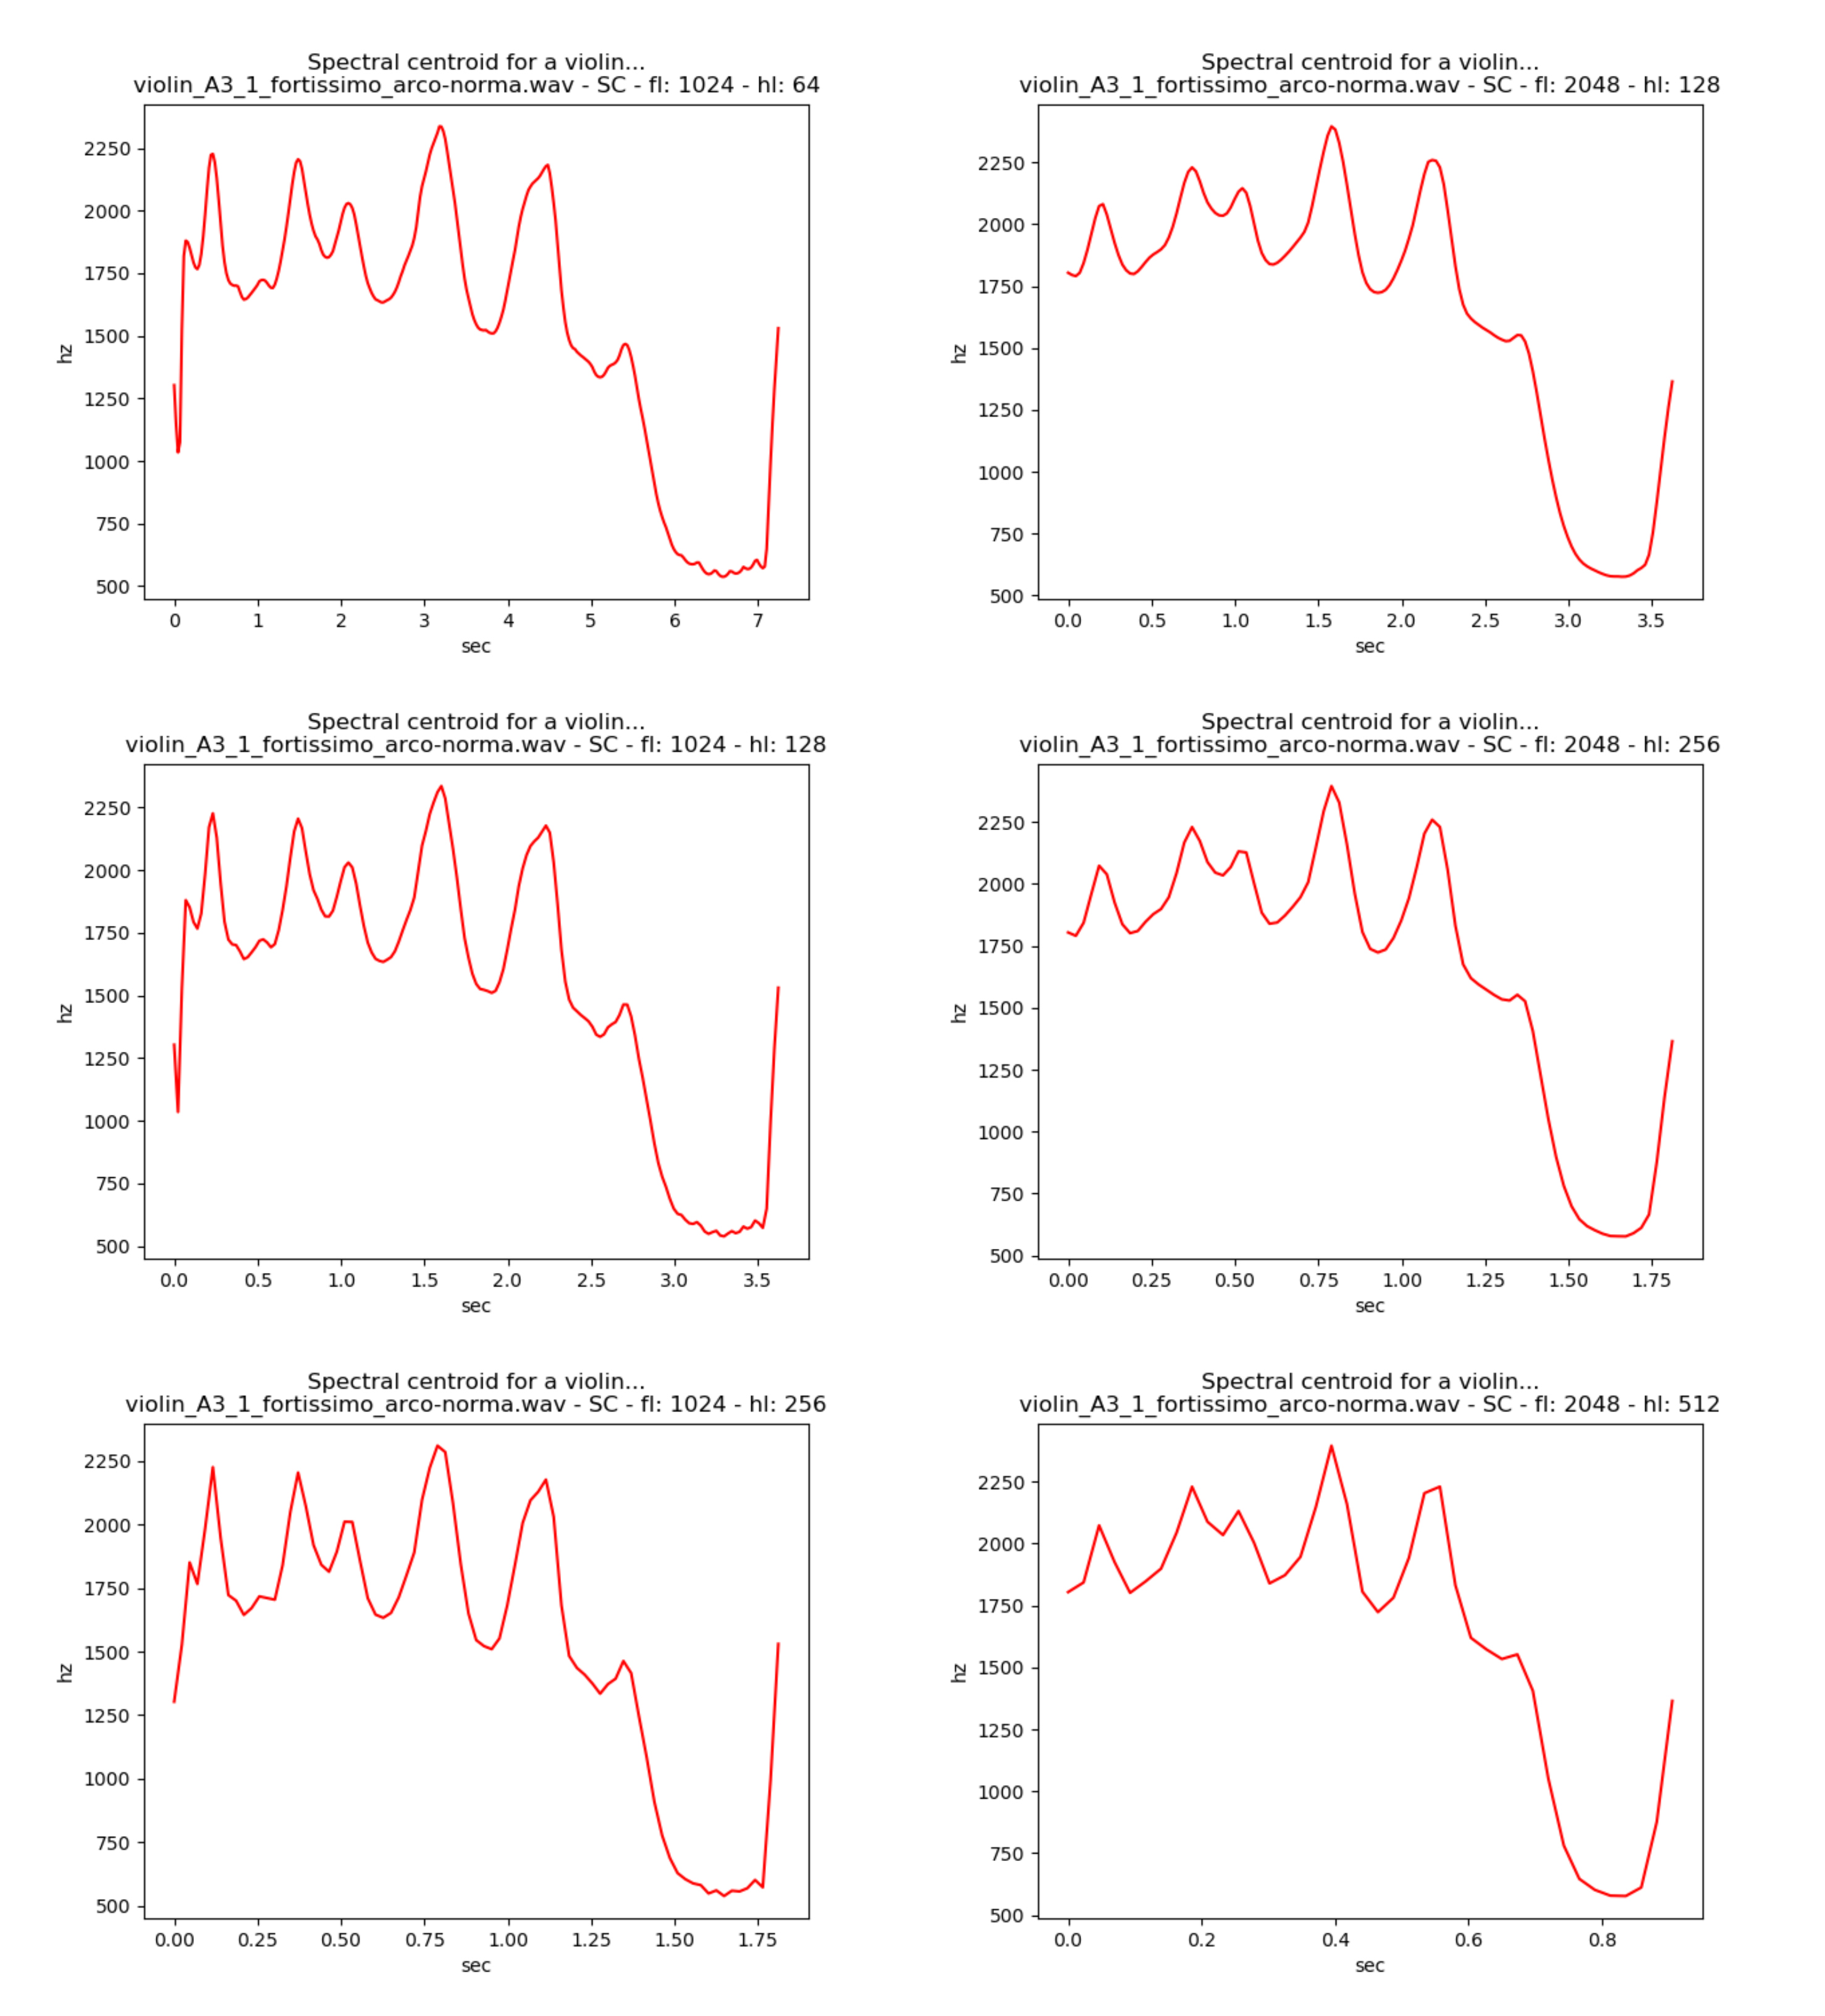 Spectral centroid for a violin...
violin_A3_1_fortissimo_arco-norma.wav - SC - fl: 1024 - hl: 64
2250
2000
1750
1500
1250
1000
750
500
hz
0 1 2 3 4 5 6 7
sec
Spectral centroid for a violin...
violin_A3_1_fortissimo_arco-norma.wav - SC - fl: 2048 - hl: 128
2250
2000
1750
1500
1250
1000
750
500
hz
0.0 0.5 1.0 1.5 2.0 2.5 3.0 3.5
sec
Spectral centroid for a violin...
violin_A3_1_fortissimo_arco-norma.wav - SC - fl: 1024 - hl: 128
2250
2000
1750
1500
1250
1000
750
500
hz
0.0 0.5 1.0 1.5 2.0 2.5 3.0 3.5
sec
Spectral centroid for a violin...
violin_A3_1_fortissimo_arco-norma.wav - SC - fl: 2048 - hl: 256
2250
2000
1750
1500
1250
1000
750
500
hz
0.00 0.25 0.50 0.75 1.00 1.25 1.50 1.75
sec
Spectral centroid for a violin...
violin_A3_1_fortissimo_arco-norma.wav - SC - fl: 1024 - hl: 256
2250
2000
1750
1500
1250
1000
750
500
hz
0.00 0.25 0.50 0.75 1.00 1.25 1.50 1.75
sec
Spectral centroid for a violin...
violin_A3_1_fortissimo_arco-norma.wav - SC - fl: 2048 - hl: 512
2250
2000
1750
1500
1250
1000
750
500
hz
0.0 0.2 0.4 0.6 0.8
sec